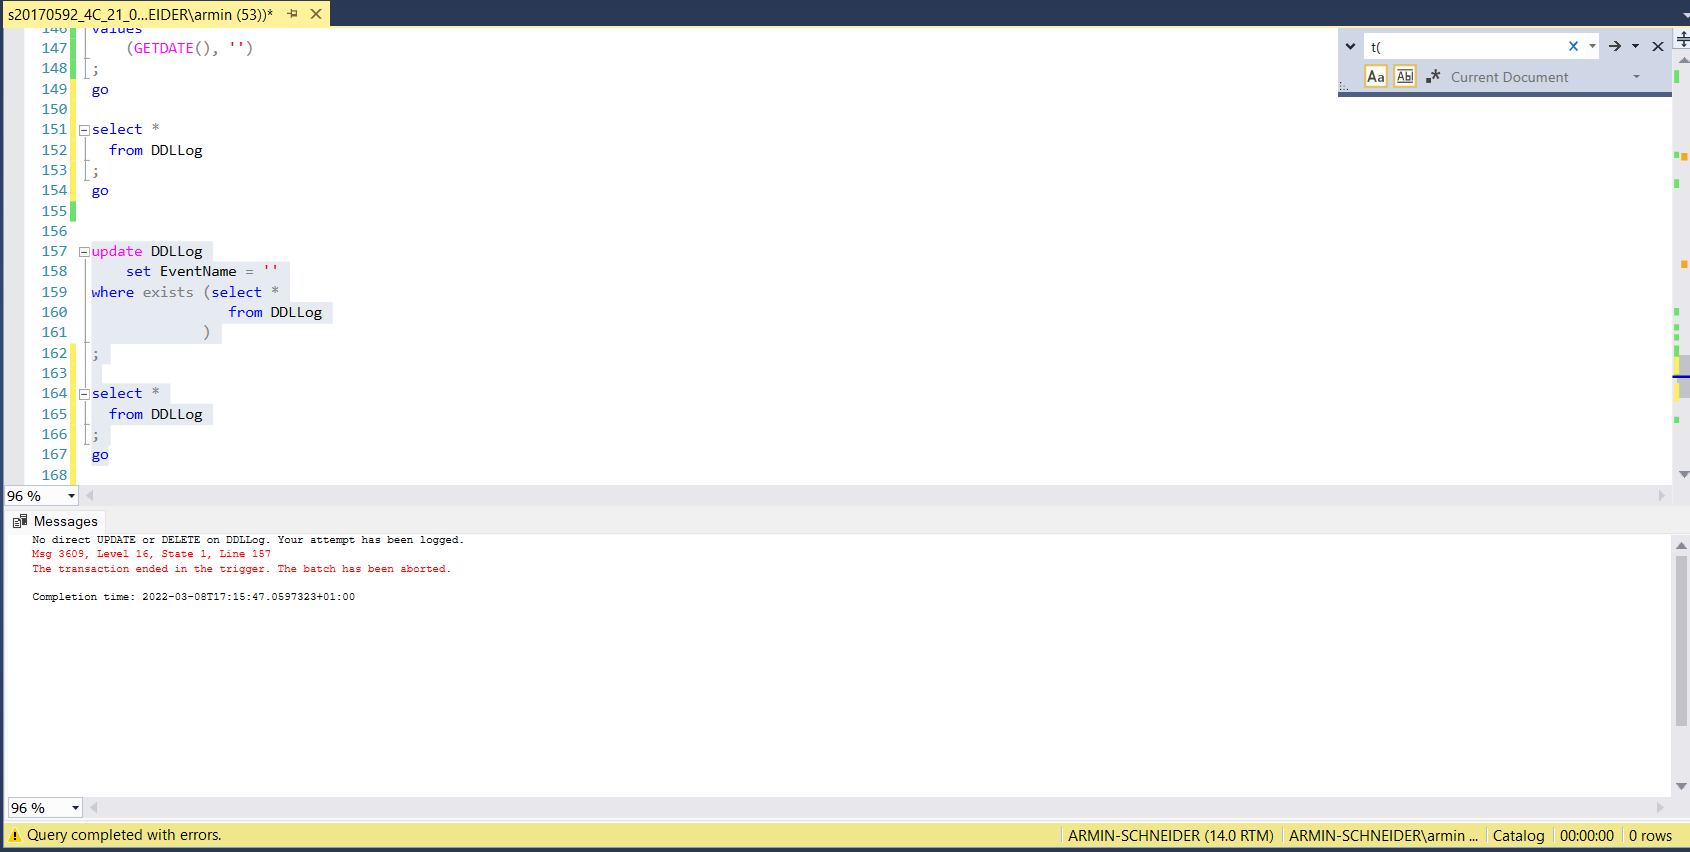 s20170592_4C_21_0...EIDER\armin (53))*
146 values
147 (GETDATE(), '')
148 ;
149 go
150
151 select *
152 from DDLLog
153 ;
154 go
155
156
157 update DDLLog
158 set EventName = ''
159 where exists (select *
160 from DDLLog
161 )
162 ;
163
164 select *
165 from DDLLog
166 ;
167 go
168
t(
Aa Abl .* Current Document
96 %
Messages
No direct UPDATE or DELETE on DDLLog. Your attempt has been logged.
Msg 3609, Level 16, State 1, Line 157
The transaction ended in the trigger. The batch has been aborted.
Completion time: 2022-03-08T17:15:47.0597323+01:00
96 %
Query completed with errors. ARMIN-SCHNEIDER (14.0 RTM) ARMIN-SCHNEIDER\armin ... Catalog 00:00:00 0 rows